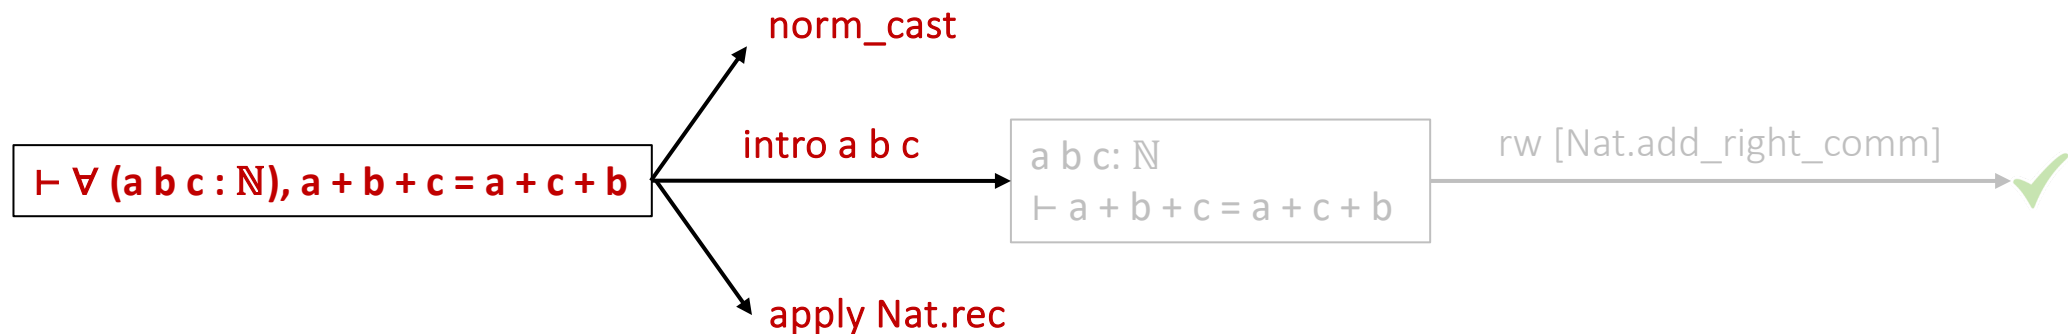 norm_cast
intro a b c
⊢ ∀ (a b c : ℕ), a + b + c = a + c + b
a b c: ℕ
⊢ a + b + c = a + c + b
rw [Nat.add_right_comm]
apply Nat.rec